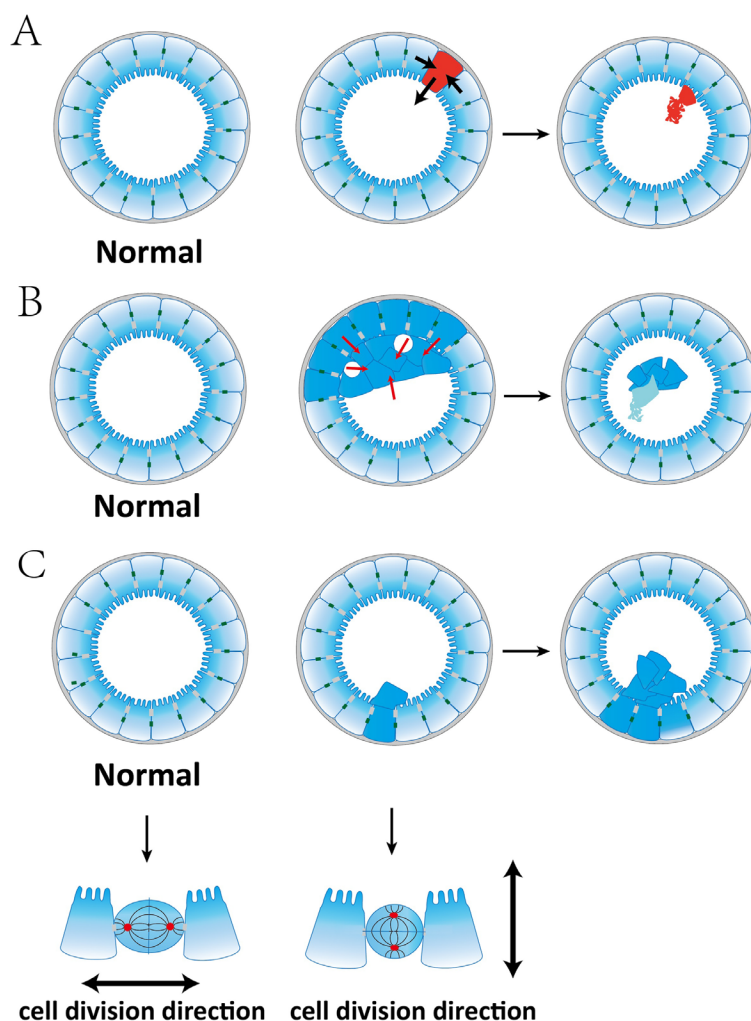 A
Normal
B
Normal
C
Normal
cell division direction
cell division direction